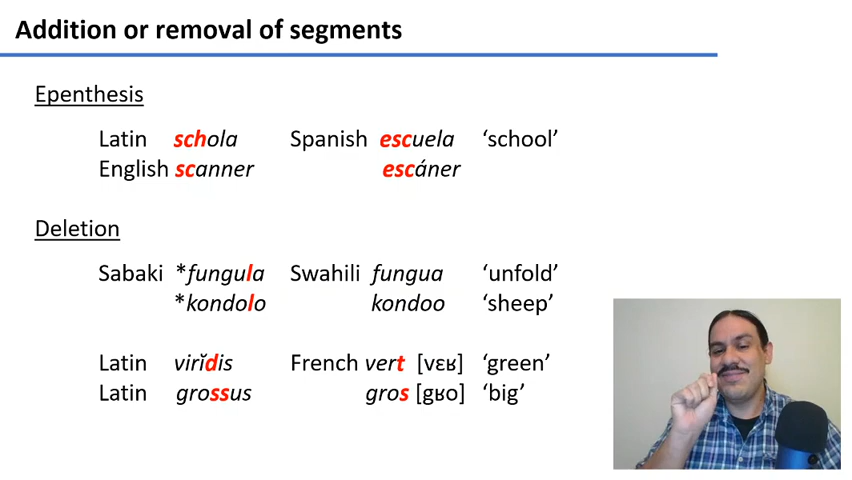 Addition or removal of segments
Epenthesis
Latin schola Spanish escuela ‘school’
English scanner escáner
Deletion
Sabaki *fungula Swahili fungua ‘unfold’
*kondolo kondoo ‘sheep’
Latin virĭdis French vert [vɛʁ] ‘green’
Latin grossus gros [gʁo] ‘big’